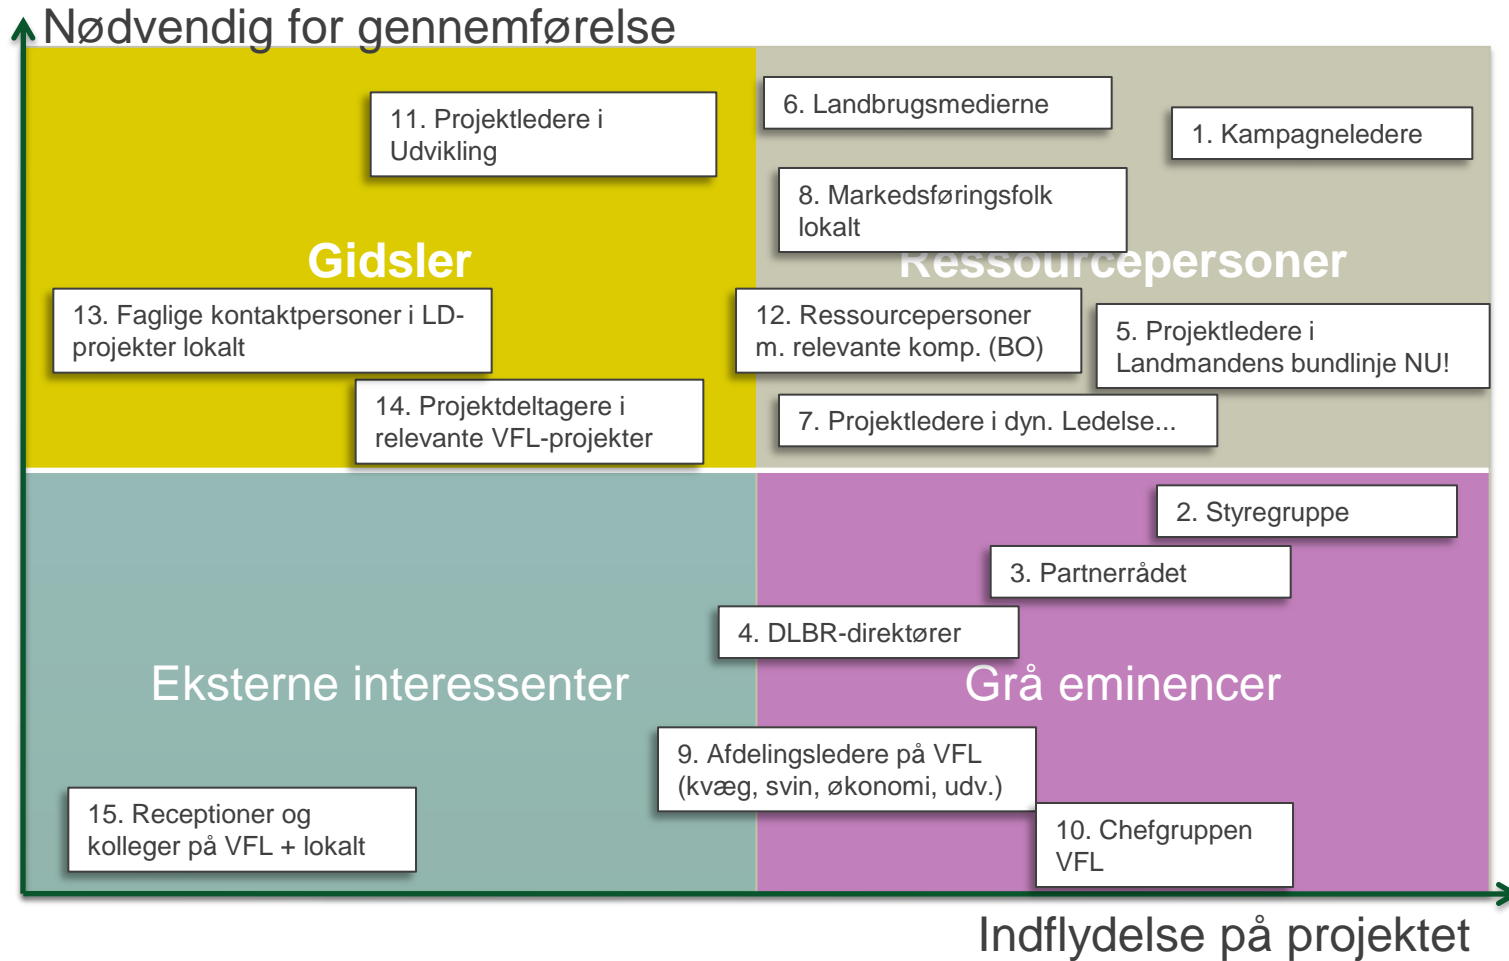 Nødvendig for gennemførelse
11. Projektledere i
Udvikling
6. Landbrugsmedierne
1. Kampagneledere
8. Markedsføringsfolk
lokalt
Gidsler
Ressourcepersoner
13. Faglige kontaktpersoner i LD-
projekter lokalt
12. Ressourcepersoner
m. relevante komp. (BO)
5. Projektledere i
Landmandens bundlinje NU!
14. Projektdeltagere i
relevante VFL-projekter
7. Projektledere i dyn. Ledelse...
2. Styregruppe
3. Partnerrådet
4. DLBR-direktører
Eksterne interessenter
Grå eminencer
9. Afdelingsledere på VFL
(kvæg, svin, økonomi, udv.)
15. Receptioner og
kolleger på VFL + lokalt
10. Chefgruppen
VFL
Indflydelse på projektet